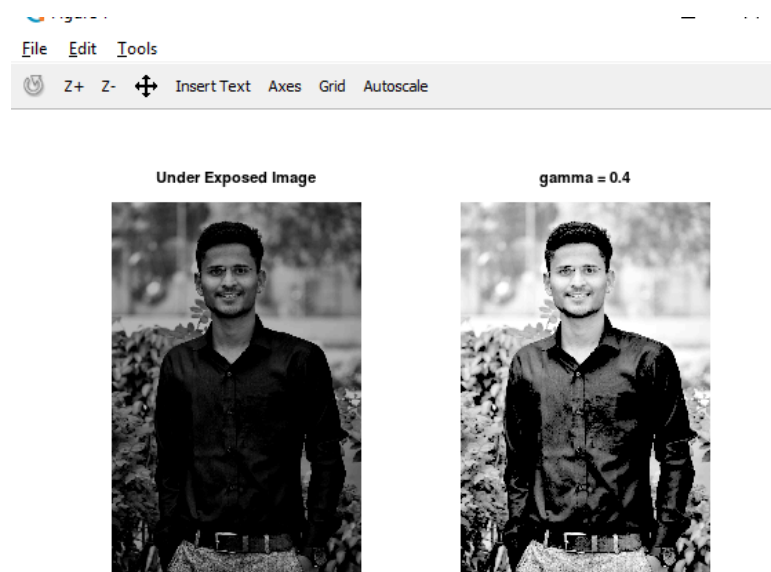 File Edit Tools
Z+ Z- Insert Text Axes Grid Autoscale
Under Exposed Image
gamma = 0.4